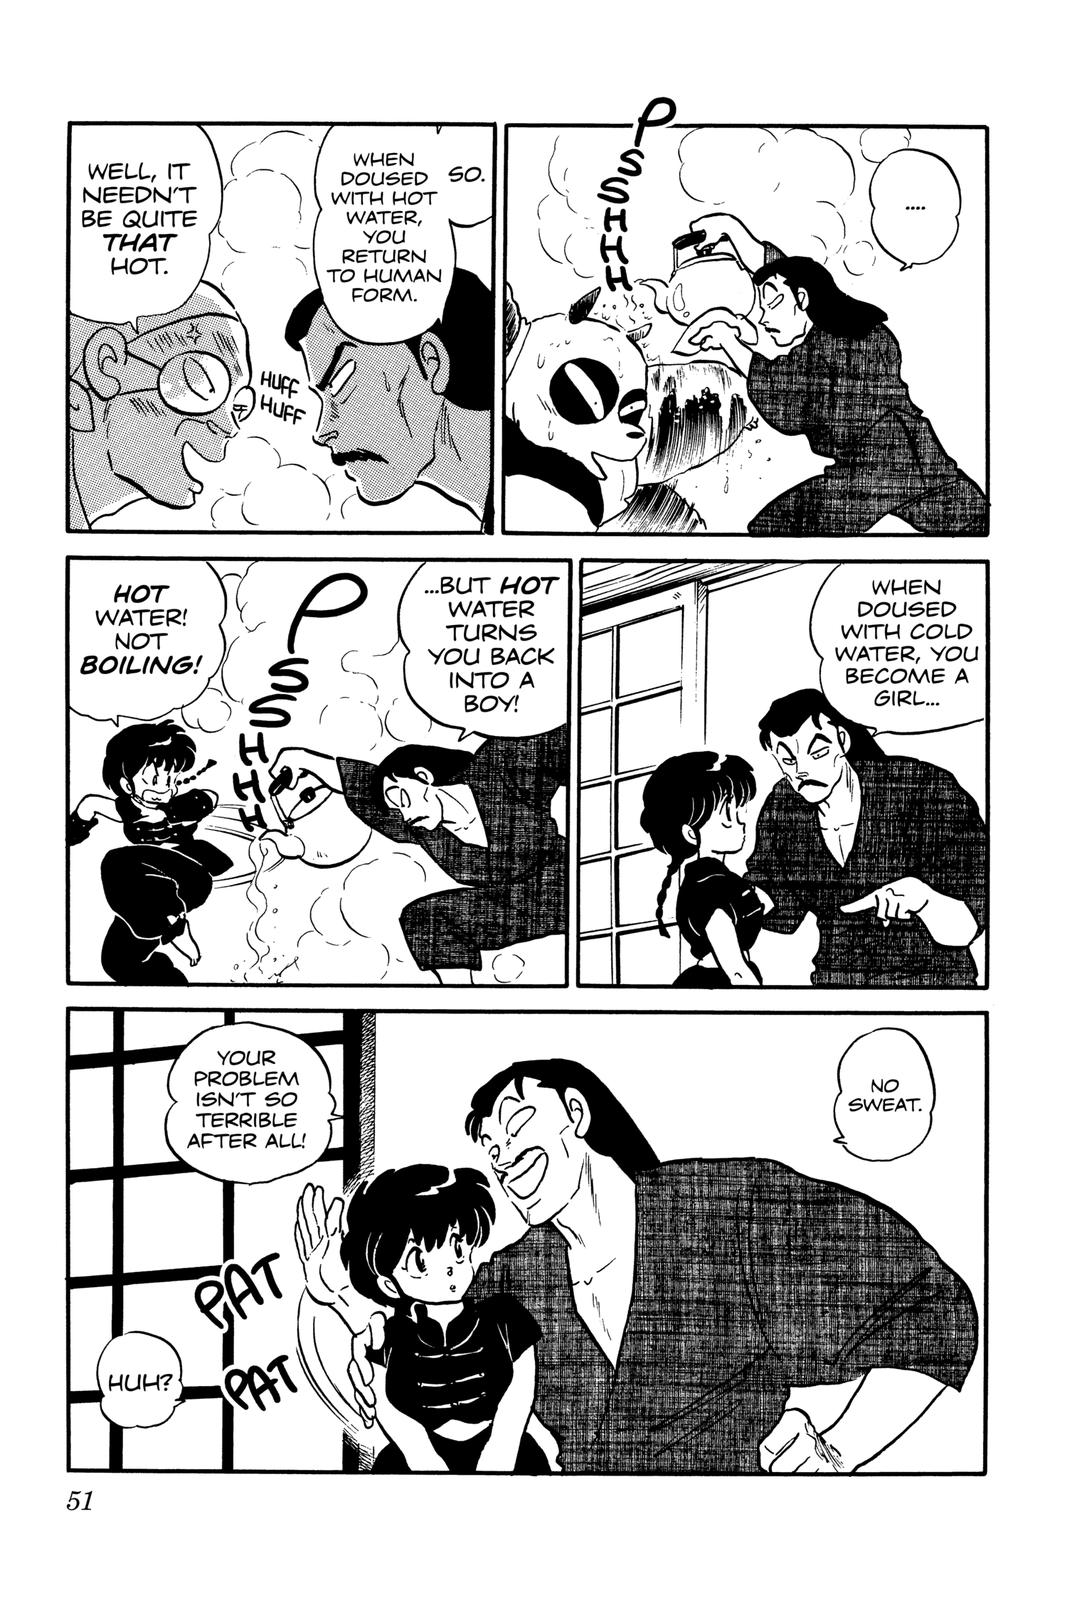 PSSHHH
....
SO.
WHEN
DOUSED
WITH HOT
WATER,
YOU
RETURN
TO HUMAN
FORM.
HUFF
HUFF
WELL, IT
NEEDN'T
BE QUITE
THAT
HOT.
WHEN
DOUSED
WITH COLD
WATER, YOU
BECOME A
GIRL...
...BUT HOT
WATER
TURNS
YOU BACK
INTO A
BOY!
PSSHHH
HOT
WATER!
NOT
BOILING!
NO
SWEAT.
YOUR
PROBLEM
ISN'T SO
TERRIBLE
AFTER ALL!
PAT
PAT
HUH?
51